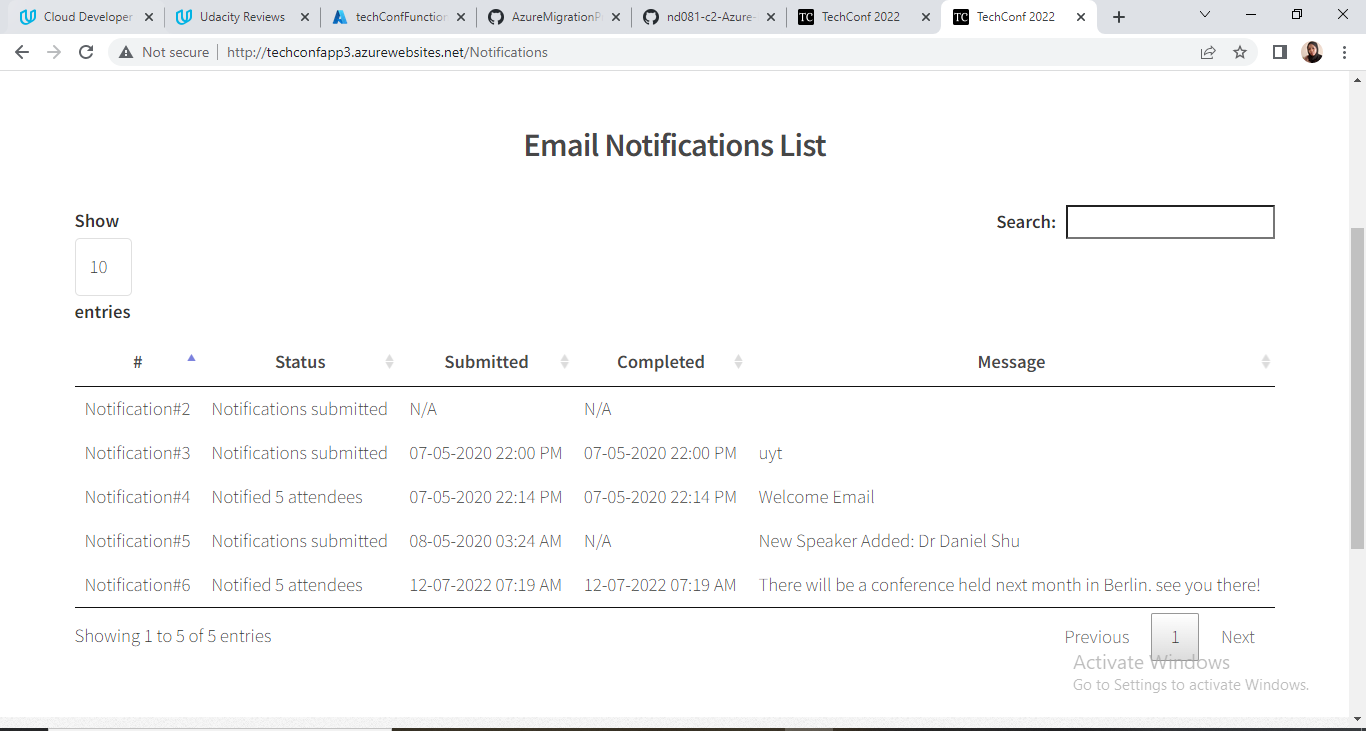 Cloud Developer
Udacity Reviews
techConfFunction
AzureMigrationP
nd081-c2-Azure-
TC TechConf 2022
TC TechConf 2022
Not secure http://techconfapp3.azurewebsites.net/Notifications
Email Notifications List
Show
10
entries
Search:
# Status Submitted Completed Message
Notification#2 Notifications submitted N/A N/A
Notification#3 Notifications submitted 07-05-2020 22:00 PM 07-05-2020 22:00 PM uyt
Notification#4 Notified 5 attendees 07-05-2020 22:14 PM 07-05-2020 22:14 PM Welcome Email
Notification#5 Notifications submitted 08-05-2020 03:24 AM N/A New Speaker Added: Dr Daniel Shu
Notification#6 Notified 5 attendees 12-07-2022 07:19 AM 12-07-2022 07:19 AM There will be a conference held next month in Berlin. see you there!
Showing 1 to 5 of 5 entries
Previous 1 Next
Activate Windows
Go to Settings to activate Windows.